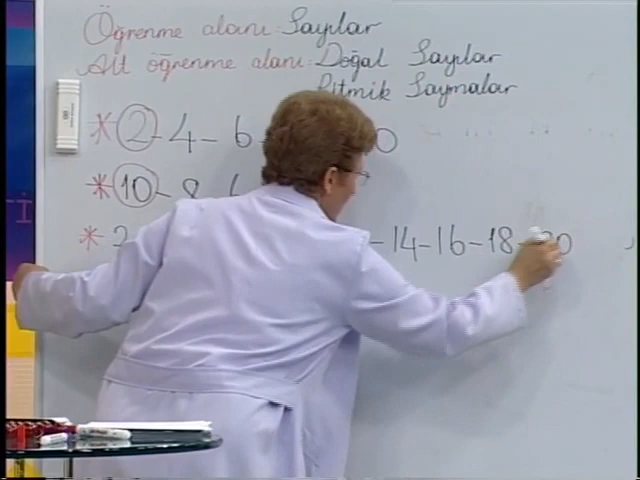 Öğrenme alanı: Sayılar
Alt öğrenme alanı: Doğal Sayılar
Ritmik Saymalar
* 2 - 4 - 6 0
* 10 - 8
* 2 - 14 - 16 - 18 - 20